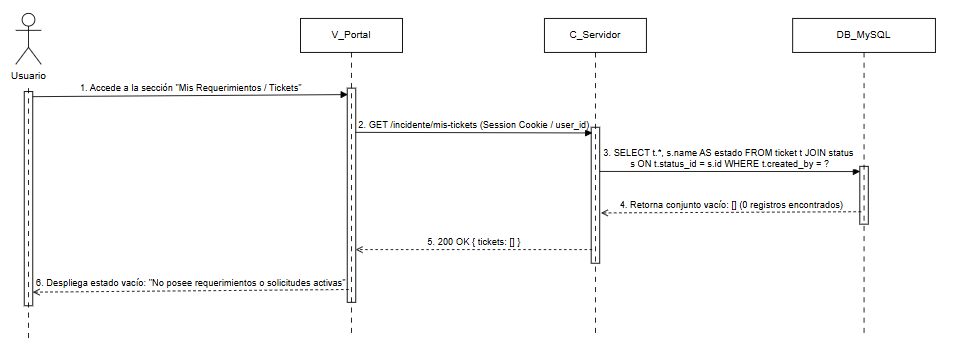 V_Portal
C_Servidor
DB_MySQL
Usuario
1. Accede a la sección "Mis Requerimientos / Tickets"
2. GET /incidente/mis-tickets (Session Cookie / user_id)
3. SELECT t.*, s.name AS estado FROM ticket t JOIN status
s ON t.status_id = s.id WHERE t.created_by = ?
4. Retorna conjunto vacío: [] (0 registros encontrados)
5. 200 OK { tickets: [] }
6. Despliega estado vacío: "No posee requerimientos o solicitudes activas"